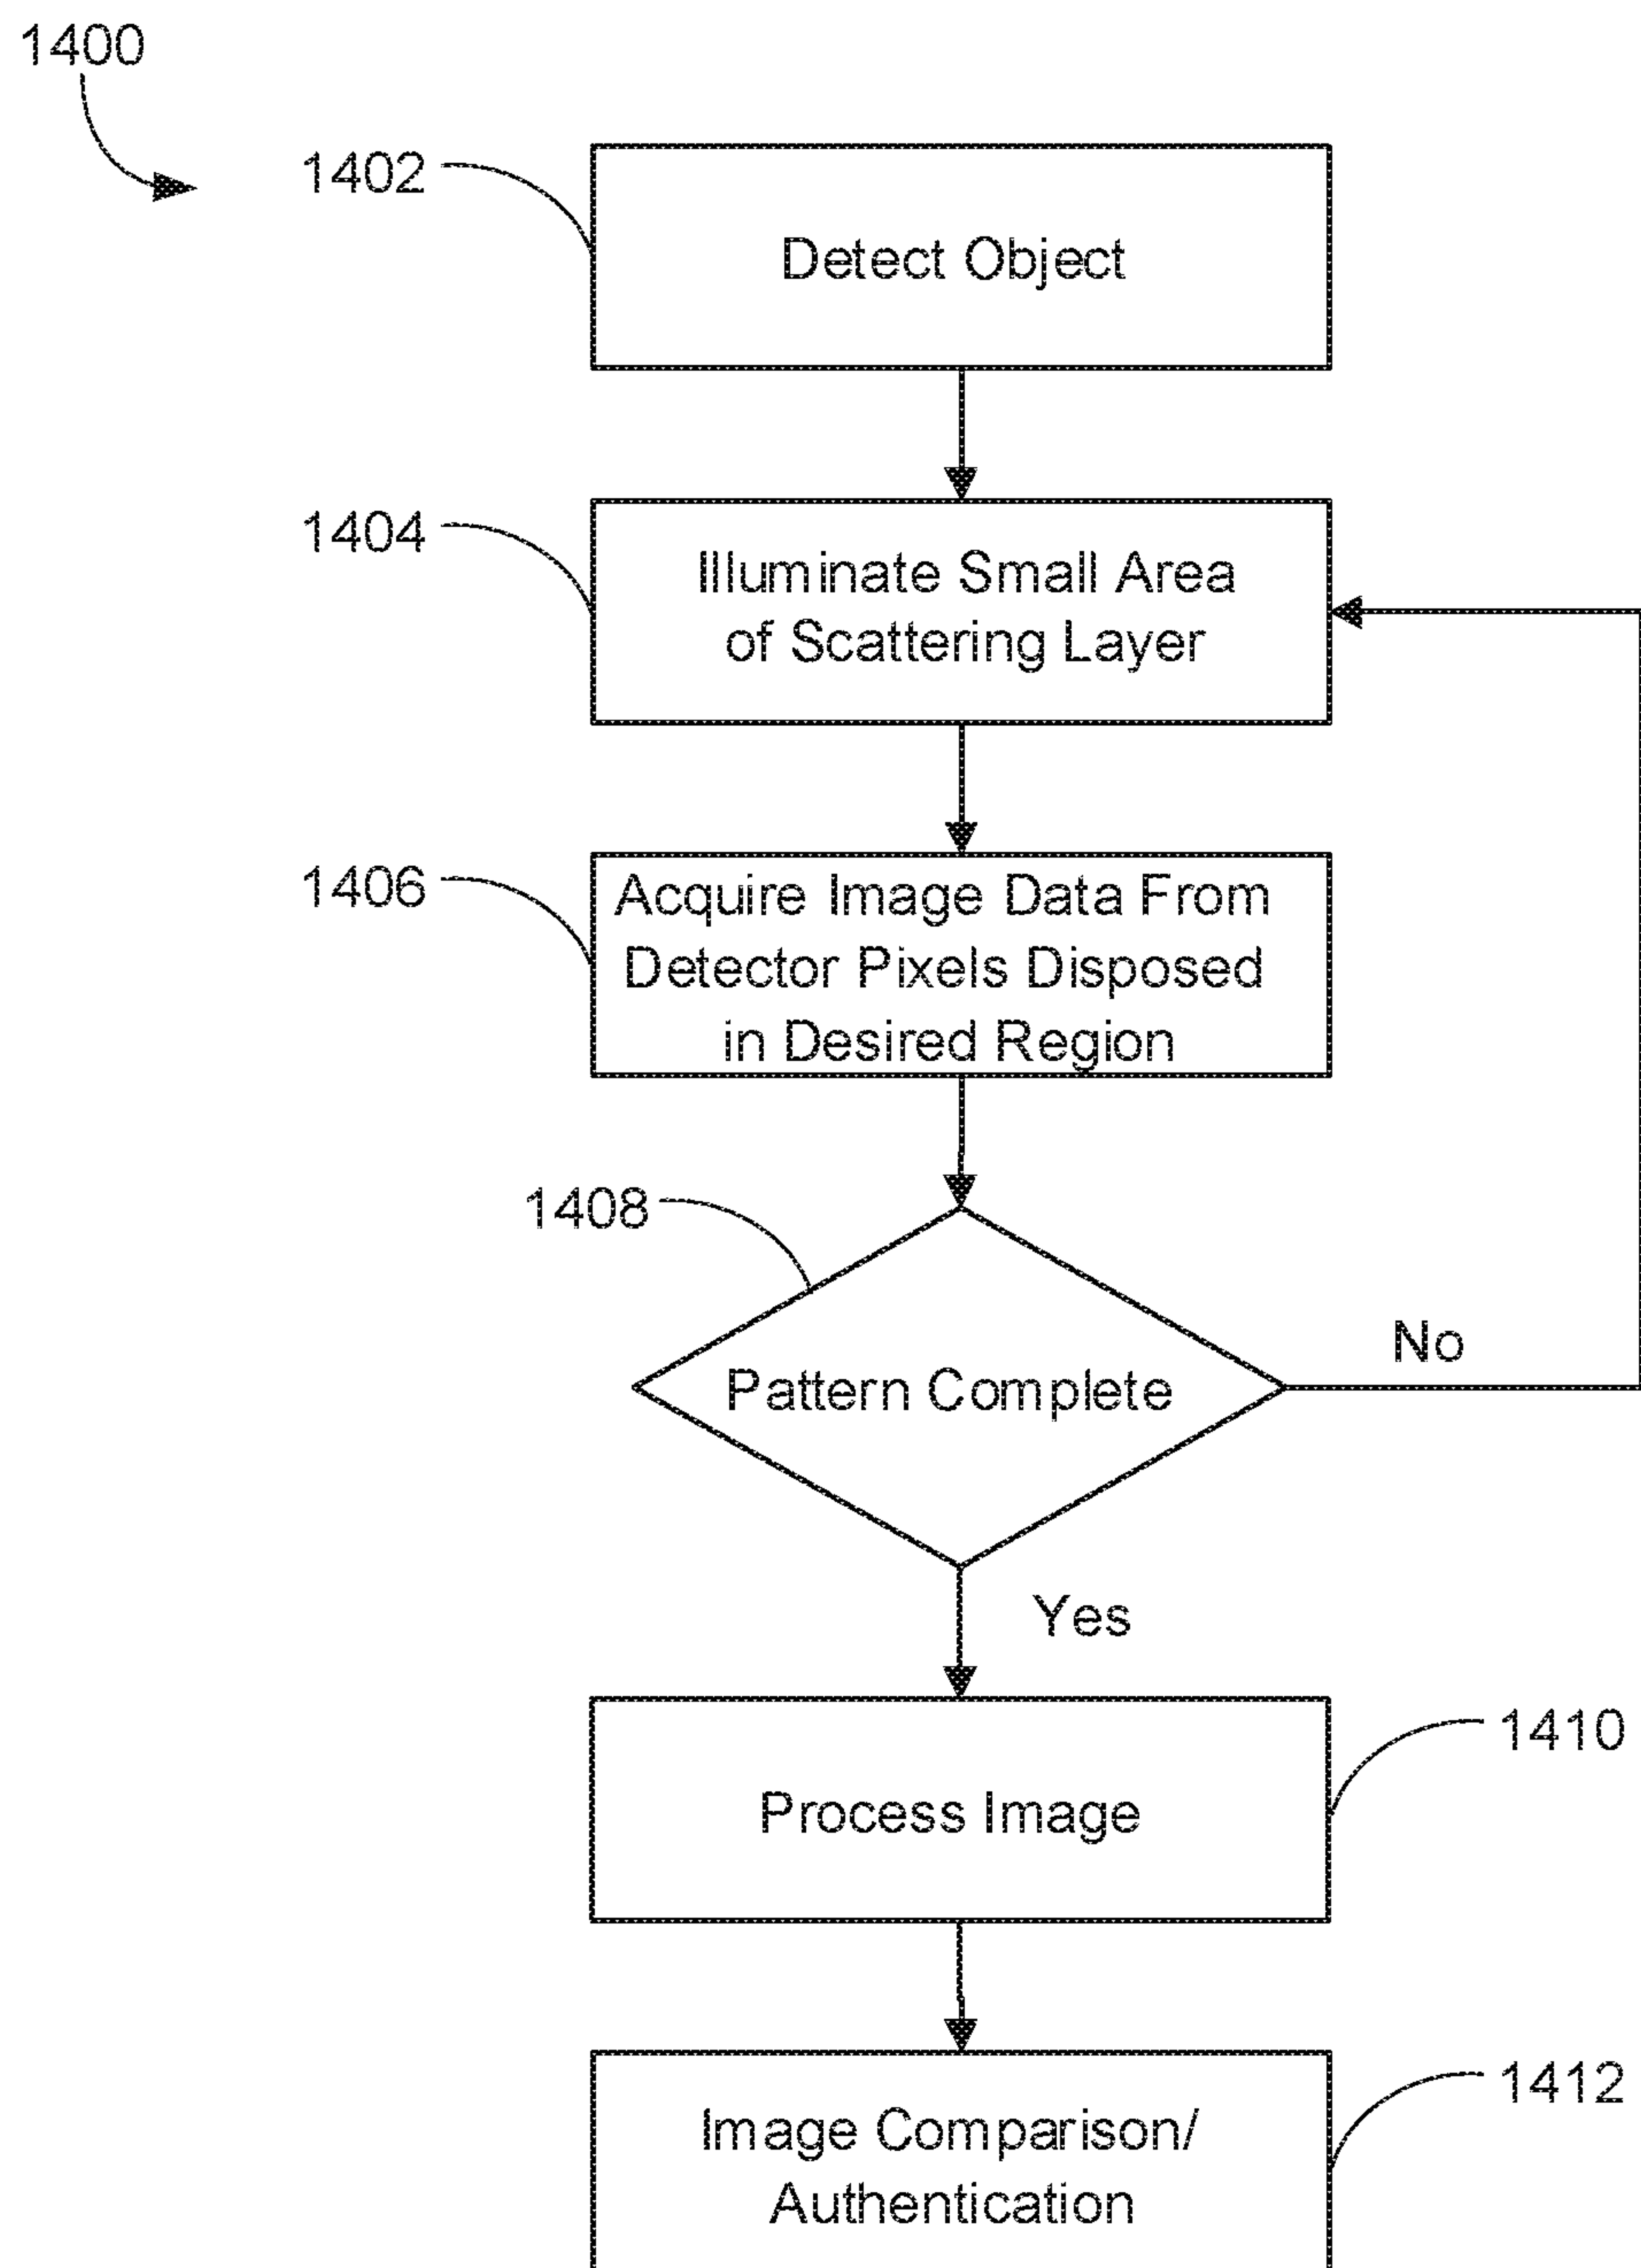 1400
1402
Detect Object
1404
Illuminate Small Area
of Scattering Layer
1406
Acquire Image Data From
Detector Pixels Disposed
in Desired Region
1408
Pattern Complete
No
Yes
1410
Process Image
1412
Image Comparison/
Authentication